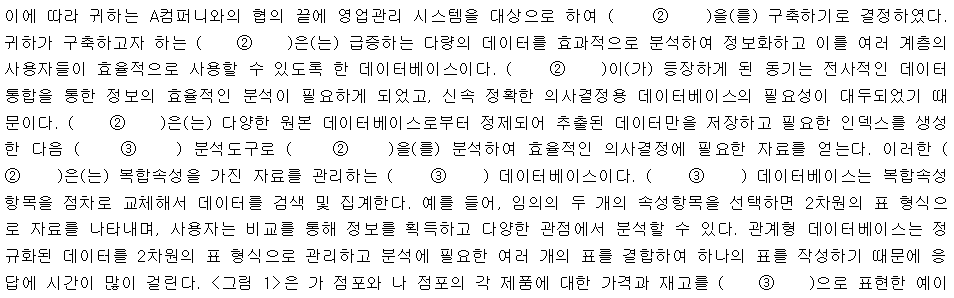 이에 따라 귀하는 A컴퍼니와의 협의 끝에 영업관리 시스템을 대상으로 하여 ( ② )을(를) 구축하기로 결정하였다.
귀하가 구축하고자 하는 ( ② )은(는) 급증하는 다량의 데이터를 효과적으로 분석하여 정보화하고 이를 여러 계층의
사용자들이 효율적으로 사용할 수 있도록 한 데이터베이스이다. ( ② )이(가) 등장하게 된 동기는 전사적인 데이터
통합을 통한 정보의 효율적인 분석이 필요하게 되었고, 신속 정확한 의사결정용 데이터베이스의 필요성이 대두되었기 때
문이다. ( ② )은(는) 다양한 원본 데이터베이스로부터 정제되어 추출된 데이터만을 저장하고 필요한 인덱스를 생성
한 다음 ( ③ ) 분석도구로 ( ② )을(를) 분석하여 효율적인 의사결정에 필요한 자료를 얻는다. 이러한 (
② )은(는) 복합속성을 가진 자료를 관리하는 ( ③ ) 데이터베이스이다. ( ③ ) 데이터베이스는 복합속성
항목을 점차로 교체해서 데이터를 검색 및 집계한다. 예를 들어, 임의의 두 개의 속성항목을 선택하면 2차원의 표 형식으
로 자료를 나타내며, 사용자는 비교를 통해 정보를 획득하고 다양한 관점에서 분석할 수 있다. 관계형 데이터베이스는 정
규화된 데이터를 2차원의 표 형식으로 관리하고 분석에 필요한 여러 개의 표를 결합하여 하나의 표를 작성하기 때문에 응
답에 시간이 많이 걸린다. <그림 1>은 가 점포와 나 점포의 각 제품에 대한 가격과 재고를 ( ③ )으로 표현한 예이